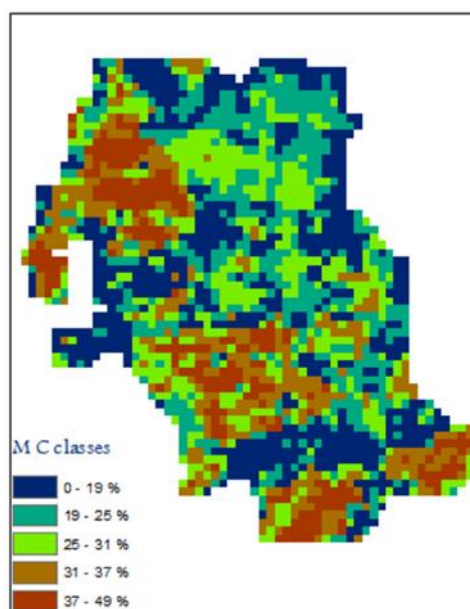 M C classes
0 - 19 %
19 - 25 %
25 - 31 %
31 - 37 %
37 - 49 %